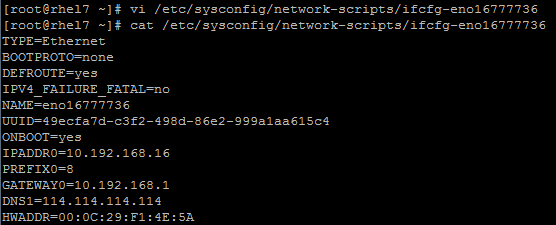 [root@rhel7 ~]# vi /etc/sysconfig/network-scripts/ifcfg-eno16777736
[root@rhel7 ~]# cat /etc/sysconfig/network-scripts/ifcfg-eno16777736
TYPE=Ethernet
BOOTPROTO=none
DEFROUTE=yes
IPV4_FAILURE_FATAL=no
NAME=eno16777736
UUID=49ecfa7d-c3f2-498d-86e2-999a1aa615c4
ONBOOT=yes
IPADDR0=10.192.168.16
PREFIX0=8
GATEWAY0=10.192.168.1
DNS1=114.114.114.114
HWADDR=00:0C:29:F1:4E:5A